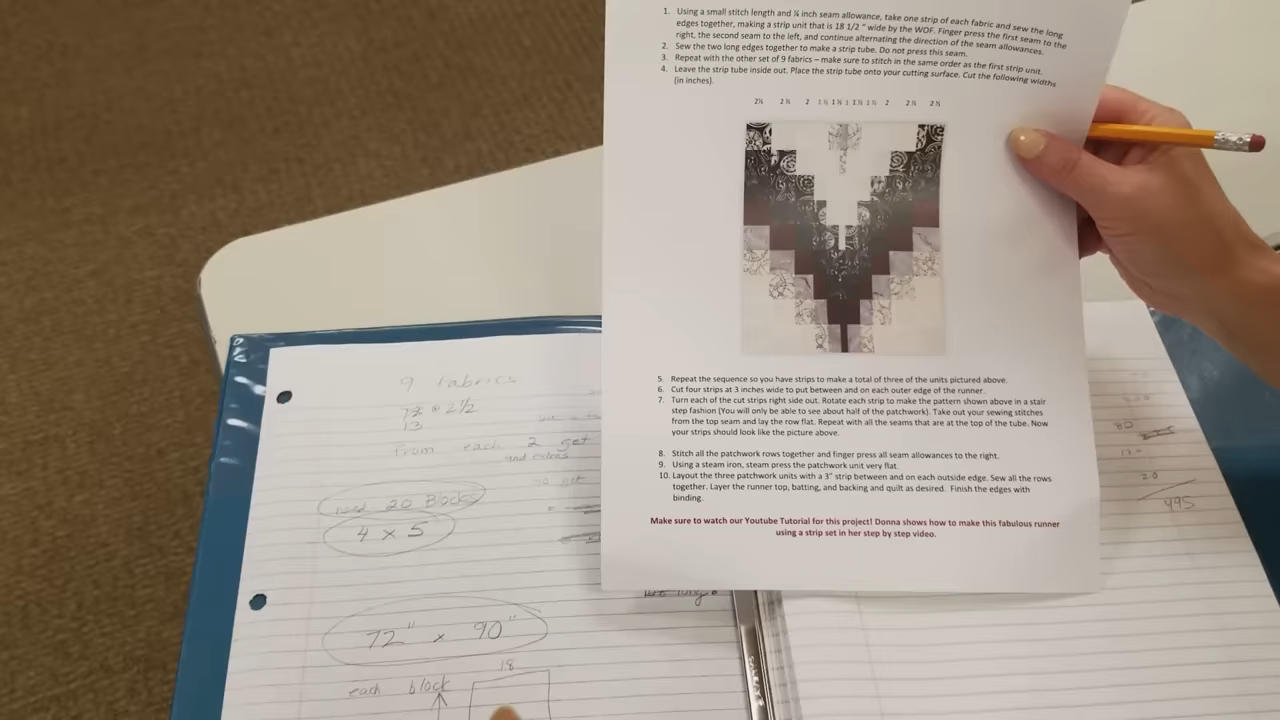 1. Using a small stitch length and ¼ inch seam allowance, take one strip of each fabric and sew the long
edges together, making a strip unit that is 18 1/2 " wide by the WOF. Finger press the first seam to the
right, the second seam to the left, and continue alternating the direction of the seam allowances.
2. Sew the two long edges together to make a strip tube. Do not press this seam.
3. Repeat with the other set of 9 fabrics – make sure to stitch in the same order as the first strip unit.
4. Leave the strip tube inside out. Place the strip tube onto your cutting surface. Cut the following widths
(in inches).
5. Repeat the sequence so you have strips to make a total of three of the units pictured above.
6. Cut four strips at 3 inches wide to put between and on each outer edge of the runner.
7. Turn each of the cut strips right side out. Rotate each strip to make the pattern shown above in a stair
step fashion (You will only be able to see about half of the patchwork). Take out your sewing stitches
from the top seam and lay the row flat. Repeat with all the seams that are at the top of the tube. Now
your strips should look like the picture above.
8. Stitch all the patchwork rows together and finger press all seam allowances to the right.
9. Using a steam iron, steam press the patchwork unit very flat.
10. Layout the three patchwork units with a 3" strip between and on each outside edge. Sew all the rows
together. Layer the runner top, batting, and backing and quilt as desired. Finish the edges with
binding.
Make sure to watch our Youtube Tutorial for this project! Donna shows how to make this fabulous runner
using a strip set in her step by step video.
9 fabrics
@ 2 1/2
13
From each 2 get
and extras
need 20 Blocks
4 x 5
72" x 90"
18
each block
80
20
495